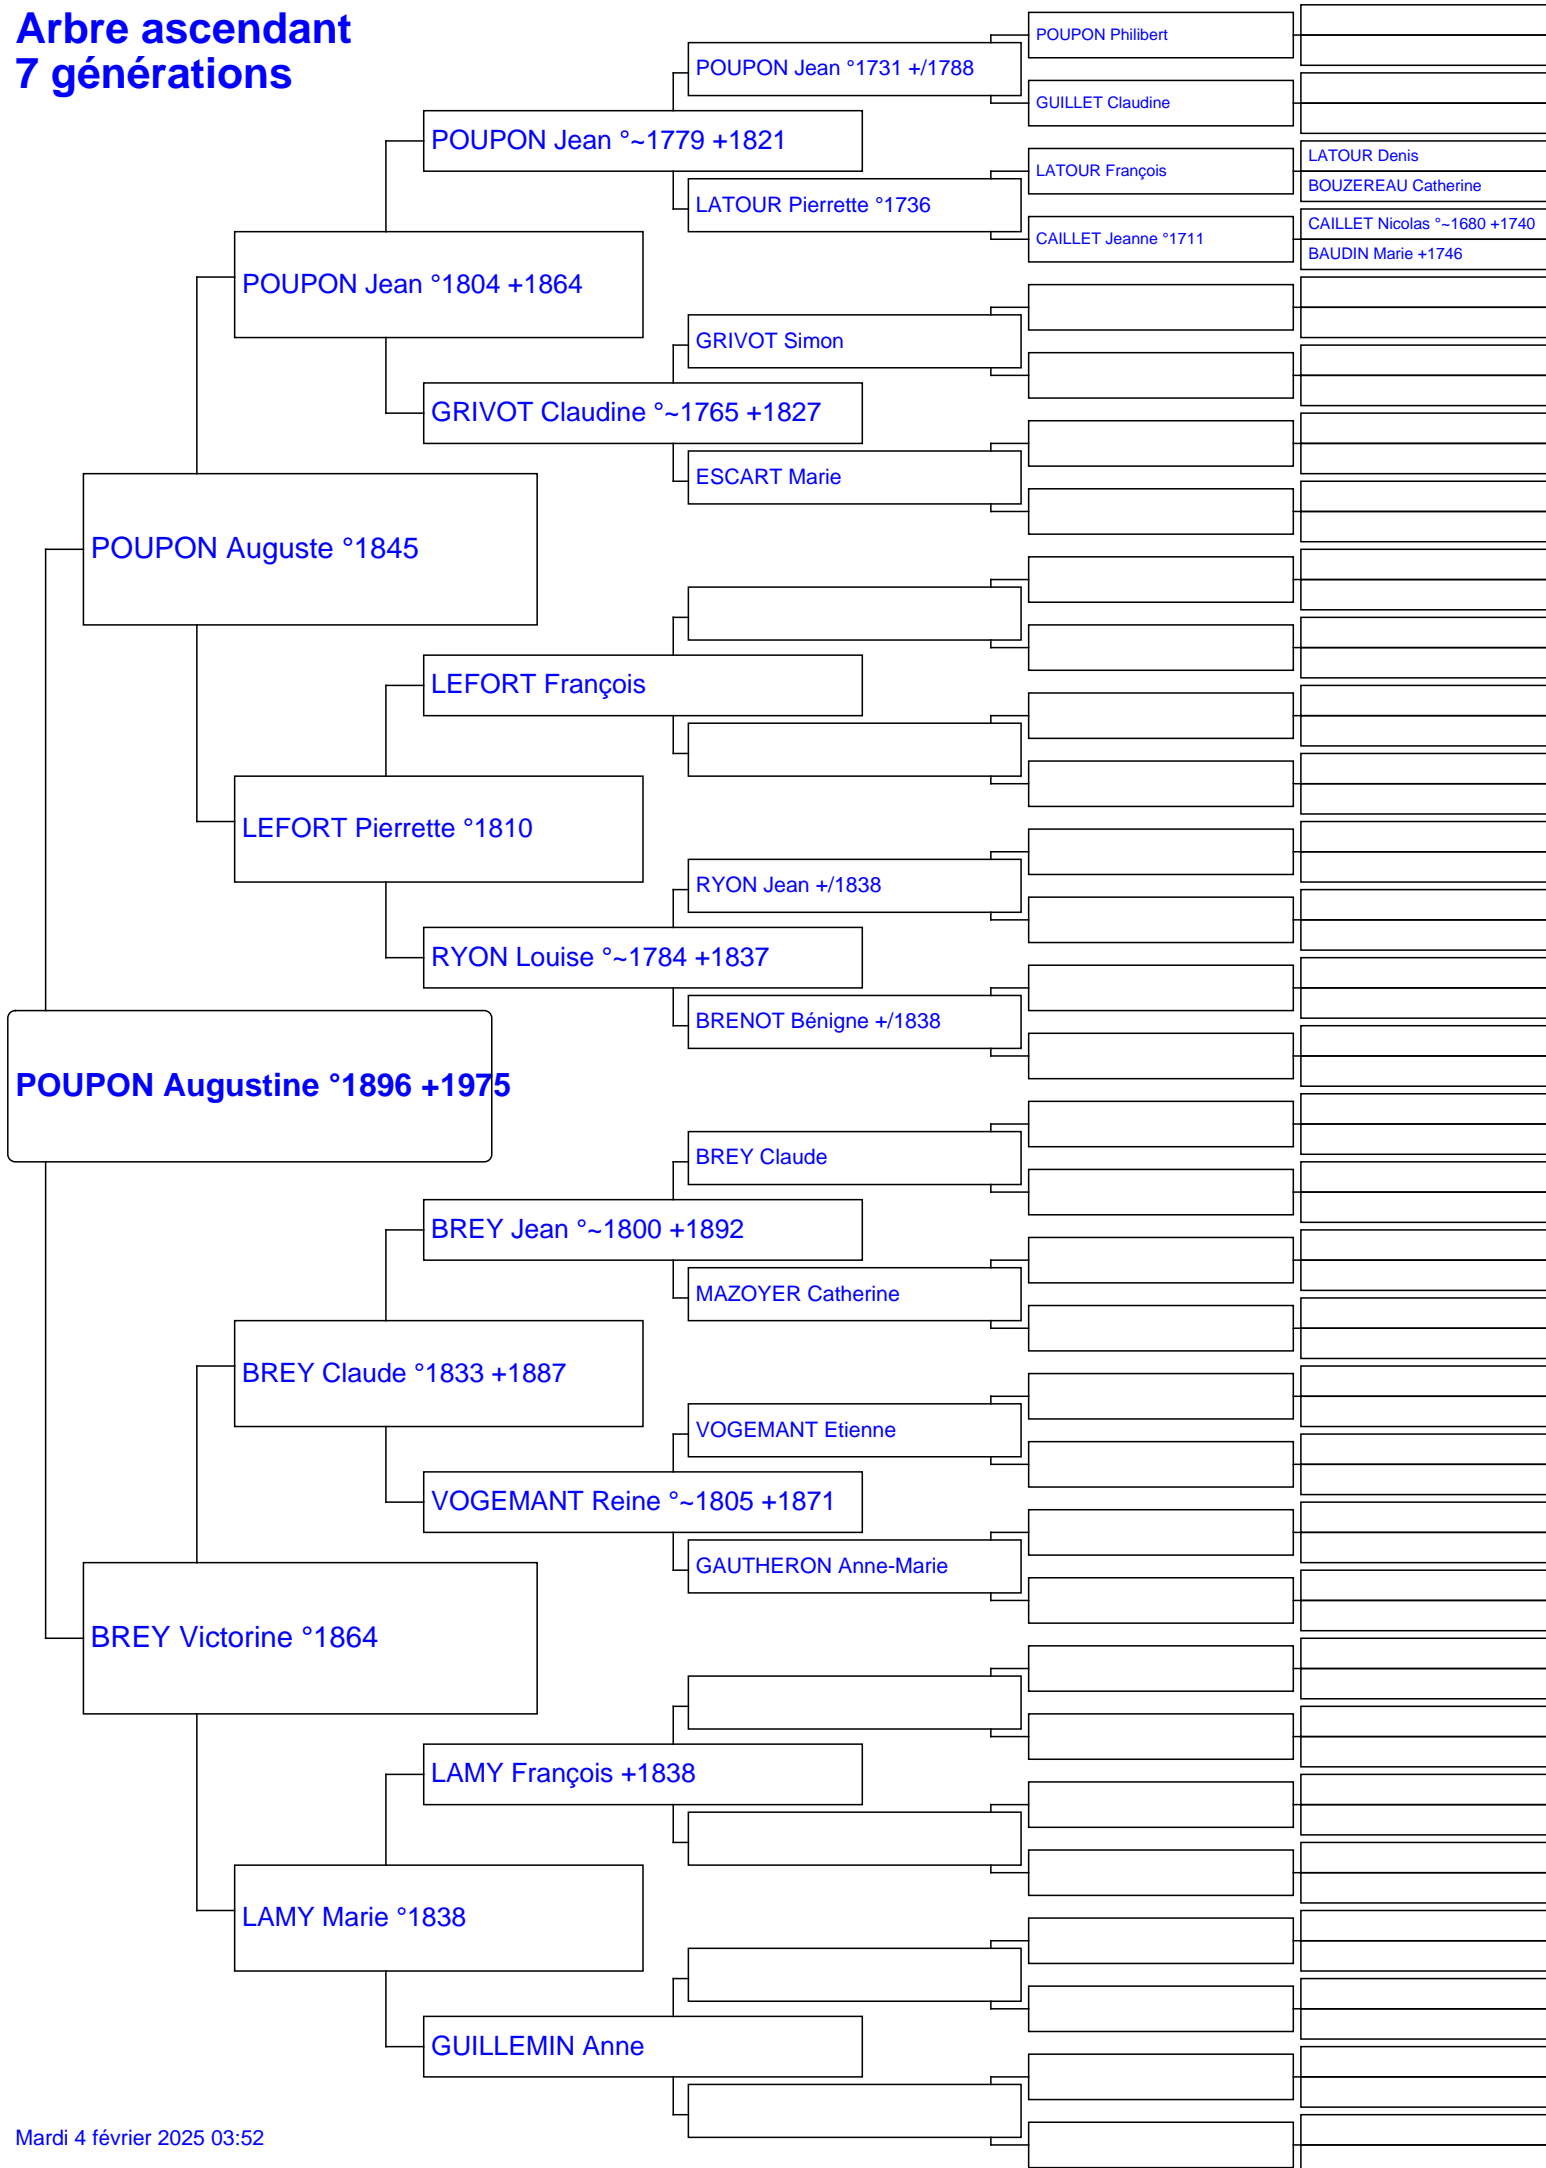 Arbre ascendant
7 générations
POUPON Philibert
POUPON Jean °1731 +/1788
GUILLET Claudine
POUPON Jean °~1779 +1821
LATOUR Denis
LATOUR François
BOUZEREAU Catherine
LATOUR Pierrette °1736
CAILLET Nicolas °~1680 +1740
CAILLET Jeanne °1711
BAUDIN Marie +1746
POUPON Jean °1804 +1864
GRIVOT Simon
GRIVOT Claudine °~1765 +1827
ESCART Marie
POUPON Auguste °1845
LEFORT François
LEFORT Pierrette °1810
RYON Jean +/1838
RYON Louise °~1784 +1837
BRENOT Bénigne +/1838
POUPON Augustine °1896 +1975
BREY Claude
BREY Jean °~1800 +1892
MAZOYER Catherine
BREY Claude °1833 +1887
VOGEMANT Etienne
VOGEMANT Reine °~1805 +1871
GAUTHERON Anne-Marie
BREY Victorine °1864
LAMY François +1838
LAMY Marie °1838
GUILLEMIN Anne
Mardi 4 février 2025 03:52